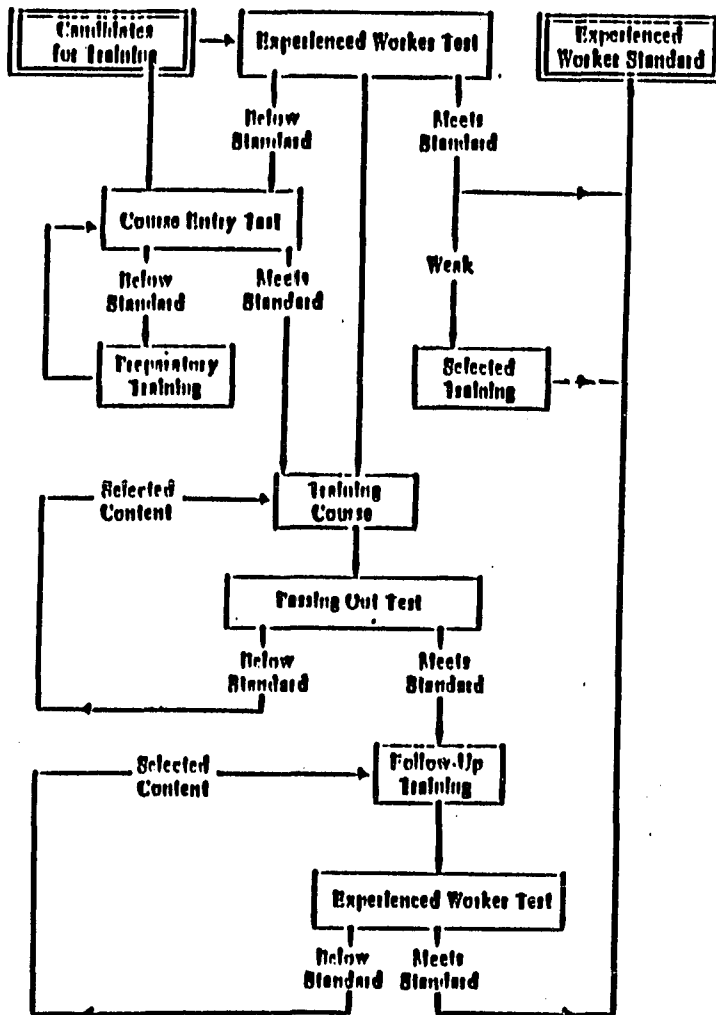 Candidates
for Training
Experienced Worker Test
Experienced
Worker Standard
Below
Standard
Meets
Standard
Course Entry Test
Below
Standard
Meets
Standard
Weak
Preparatory
Training
Selected
Training
Selected
Content
Training
Course
Passing Out Test
Below
Standard
Meets
Standard
Selected
Content
Follow-Up
Training
Experienced Worker Test
Below
Standard
Meets
Standard